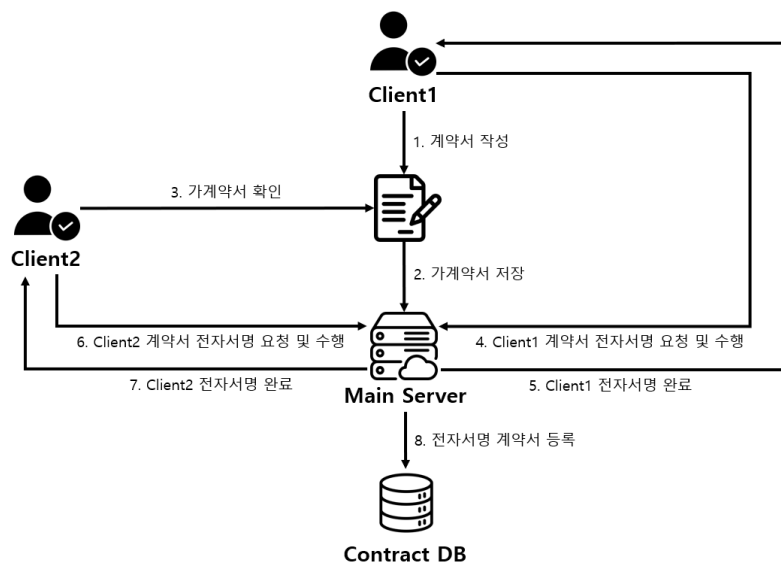 Client1
1. 계약서 작성
3. 가계약서 확인
Client2
2. 가계약서 저장
6. Client2 계약서 전자서명 요청 및 수행
4. Client1 계약서 전자서명 요청 및 수행
7. Client2 전자서명 완료
5. Client1 전자서명 완료
Main Server
8. 전자서명 계약서 등록
Contract DB